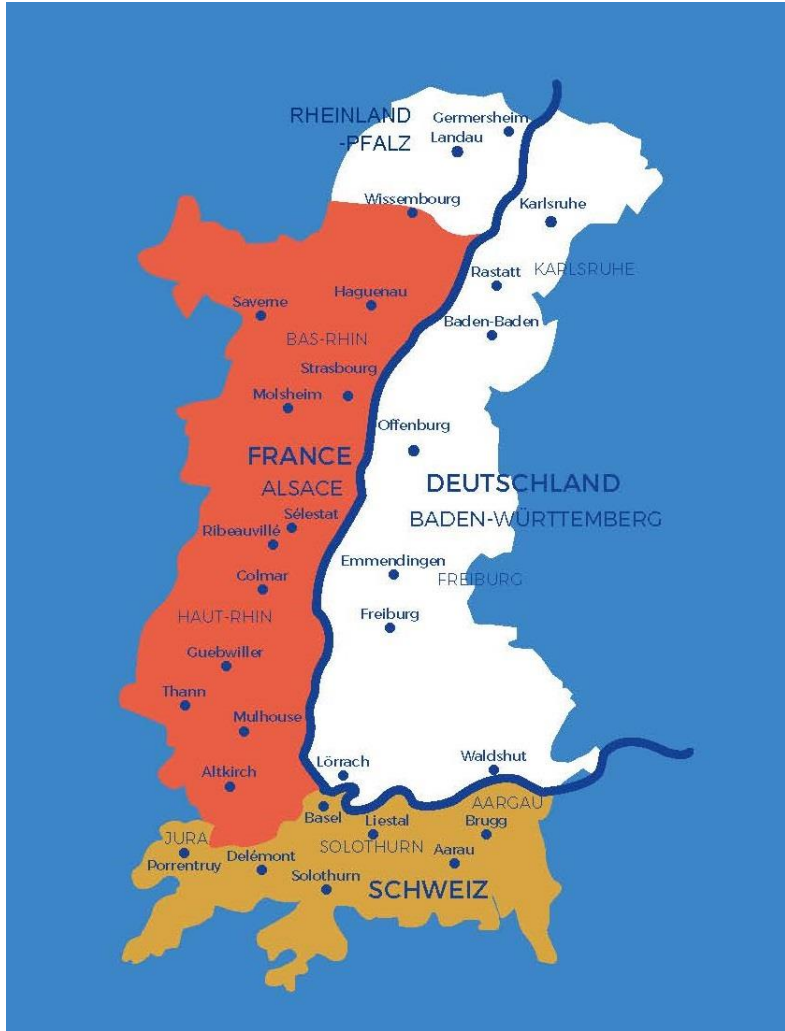 RHEINLAND
-PFALZ
Germersheim
Landau
Wissembourg
Karlsruhe
Rastatt
KARLSRUHE
Haguenau
Saverne
Baden-Baden
BAS-RHIN
Strasbourg
Molsheim
Offenburg
FRANCE
ALSACE
DEUTSCHLAND
BADEN-WÜRTTEMBERG
Sélestat
Ribeauvillé
Emmendingen
Colmar
FREIBURG
HAUT-RHIN
Freiburg
Guebwiller
Thann
Mulhouse
Lörrach
Waldshut
Altkirch
AARGAU
Basel
Liestal
Brugg
JURA
SOLOTHURN
Porrentruy
Delémont
Aarau
Solothurn
SCHWEIZ